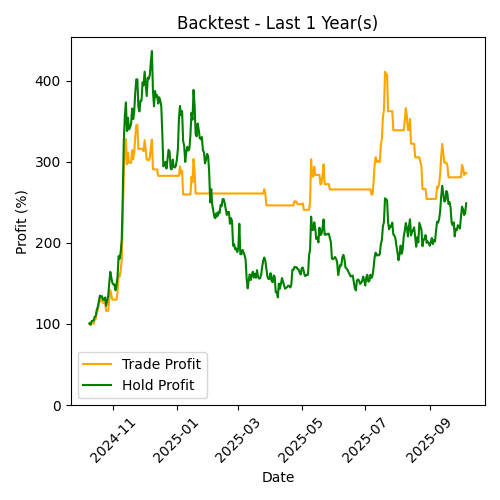 Backtest - Last 1 Year(s)
400
300
200
100
0
Profit (%)
Trade Profit
Hold Profit
2024-11
2025-01
2025-03
2025-05
2025-07
2025-09
Date